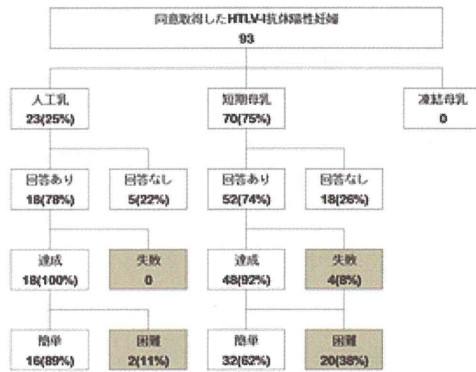 同意取得したHTLV-I抗体陽性妊婦
93
人工乳
23(25%)
短期母乳
70(75%)
凍結母乳
0
回答あり
18(78%)
回答なし
5(22%)
回答あり
52(74%)
回答なし
18(26%)
達成
18(100%)
失敗
0
達成
48(92%)
失敗
4(8%)
簡単
16(89%)
困難
2(11%)
簡単
32(62%)
困難
20(38%)